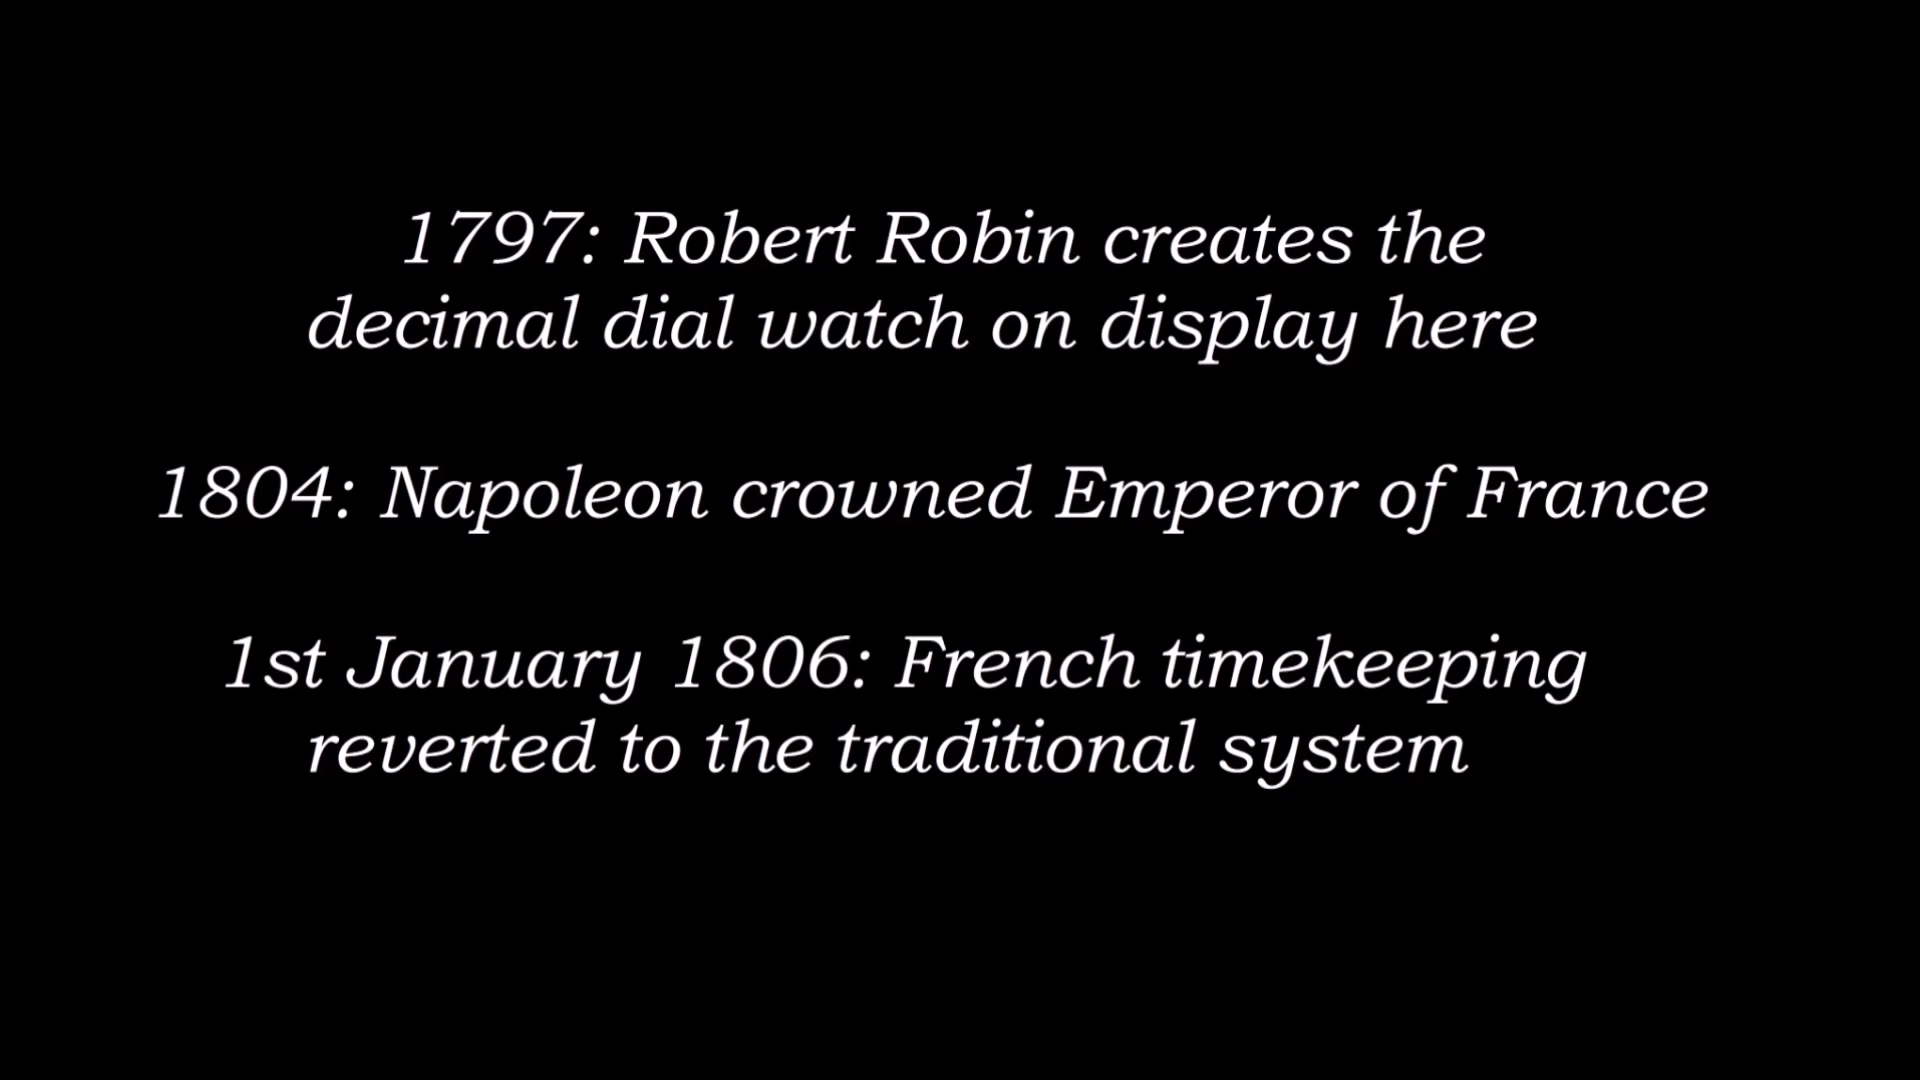 1797: Robert Robin creates the
decimal dial watch on display here
1804: Napoleon crowned Emperor of France
1st January 1806: French timekeeping
reverted to the traditional system